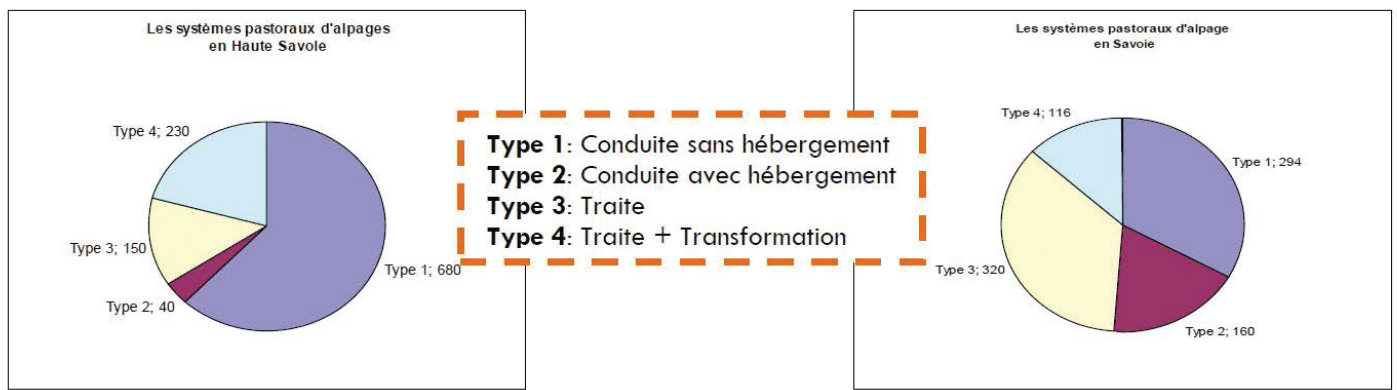 Les systèmes pastoraux d'alpages
en Haute Savoie
Type 4; 230
Type 3; 150
Type 2; 40
Type 1; 680
Type 1: Conduite sans hébergement
Type 2: Conduite avec hébergement
Type 3: Traite
Type 4: Traite + Transformation
Les systèmes pastoraux d'alpage
en Savoie
Type 4; 116
Type 1; 294
Type 3; 320
Type 2; 160